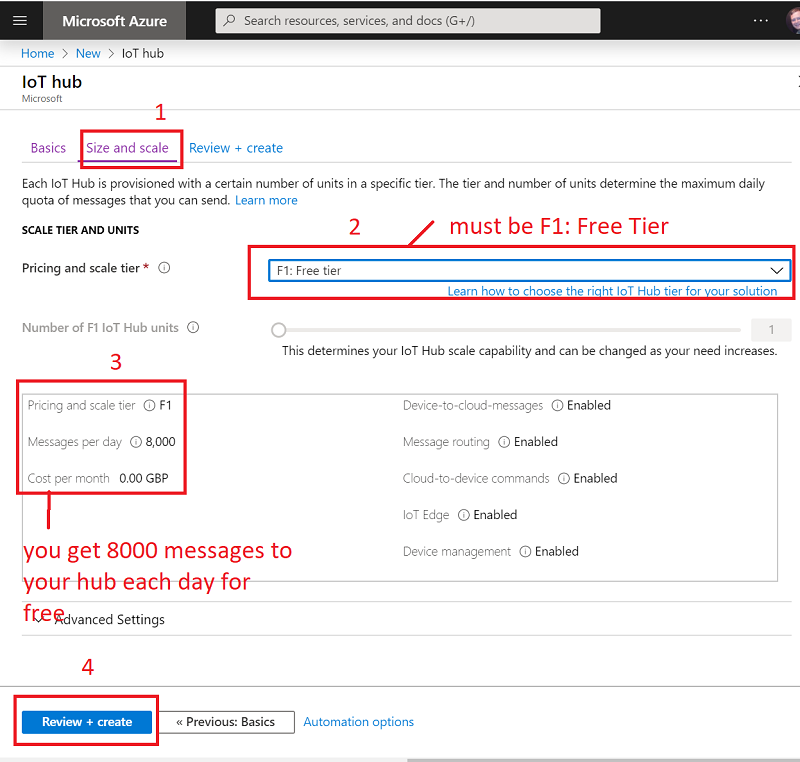 Microsoft Azure
Search resources, services, and docs (G+/)
...
Home > New > IoT hub
IoT hub
Microsoft
1
Basics Size and scale Review + create
Each IoT Hub is provisioned with a certain number of units in a specific tier. The tier and number of units determine the maximum daily
quota of messages that you can send. Learn more
2 must be F1: Free Tier
SCALE TIER AND UNITS
Pricing and scale tier * F1: Free tier
Learn how to choose the right IoT Hub tier for your solution
Number of F1 IoT Hub units 1
This determines your IoT Hub scale capability and can be changed as your need increases.
3
Pricing and scale tier F1 Device-to-cloud-messages Enabled
Messages per day 8,000 Message routing Enabled
Cost per month 0.00 GBP Cloud-to-device commands Enabled
IoT Edge Enabled
Device management Enabled
you get 8000 messages to
your hub each day for
free
Advanced Settings
4
Review + create « Previous: Basics Automation options